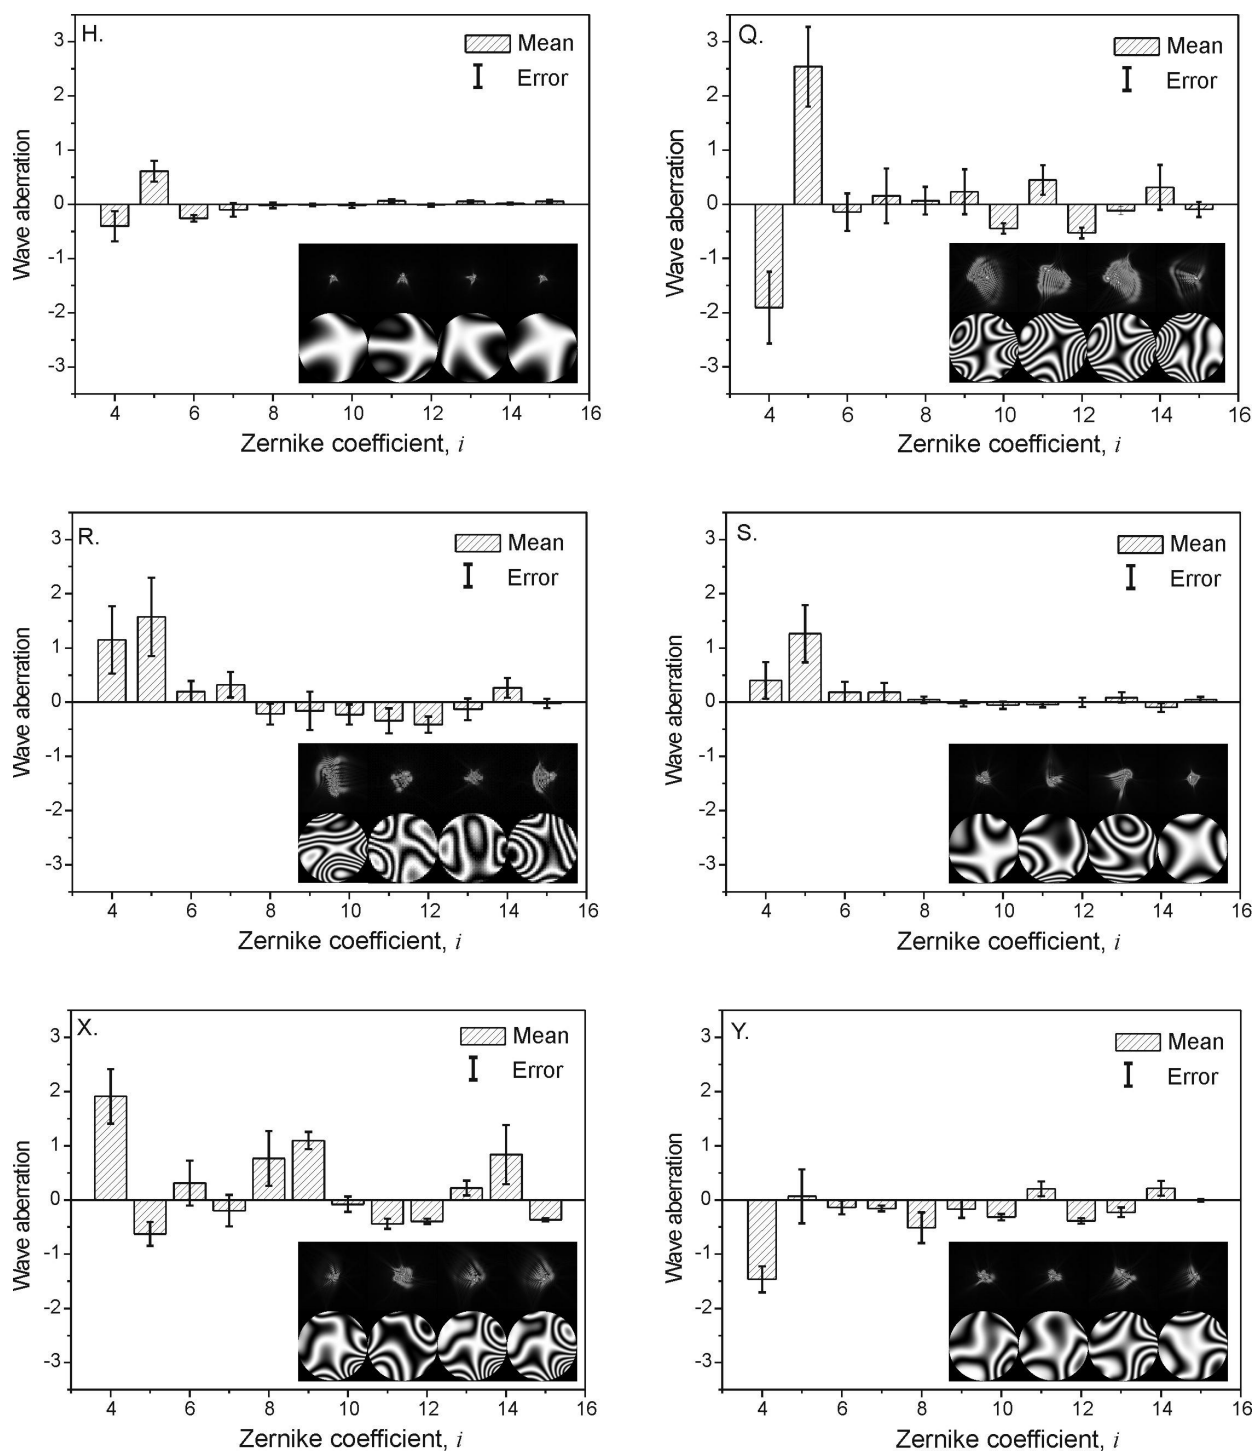 H.
Mean
Error
3
2
1
0
-1
-2
-3
Wave aberration
4 6 8 10 12 14 16
Zernike coefficient, i
Q.
Mean
Error
3
2
1
0
-1
-2
-3
Wave aberration
4 6 8 10 12 14 16
Zernike coefficient, i
R.
Mean
Error
3
2
1
0
-1
-2
-3
Wave aberration
4 6 8 10 12 14 16
Zernike coefficient, i
S.
Mean
Error
3
2
1
0
-1
-2
-3
Wave aberration
4 6 8 10 12 14 16
Zernike coefficient, i
X.
Mean
Error
3
2
1
0
-1
-2
-3
Wave aberration
4 6 8 10 12 14 16
Zernike coefficient, i
Y.
Mean
Error
3
2
1
0
-1
-2
-3
Wave aberration
4 6 8 10 12 14 16
Zernike coefficient, i